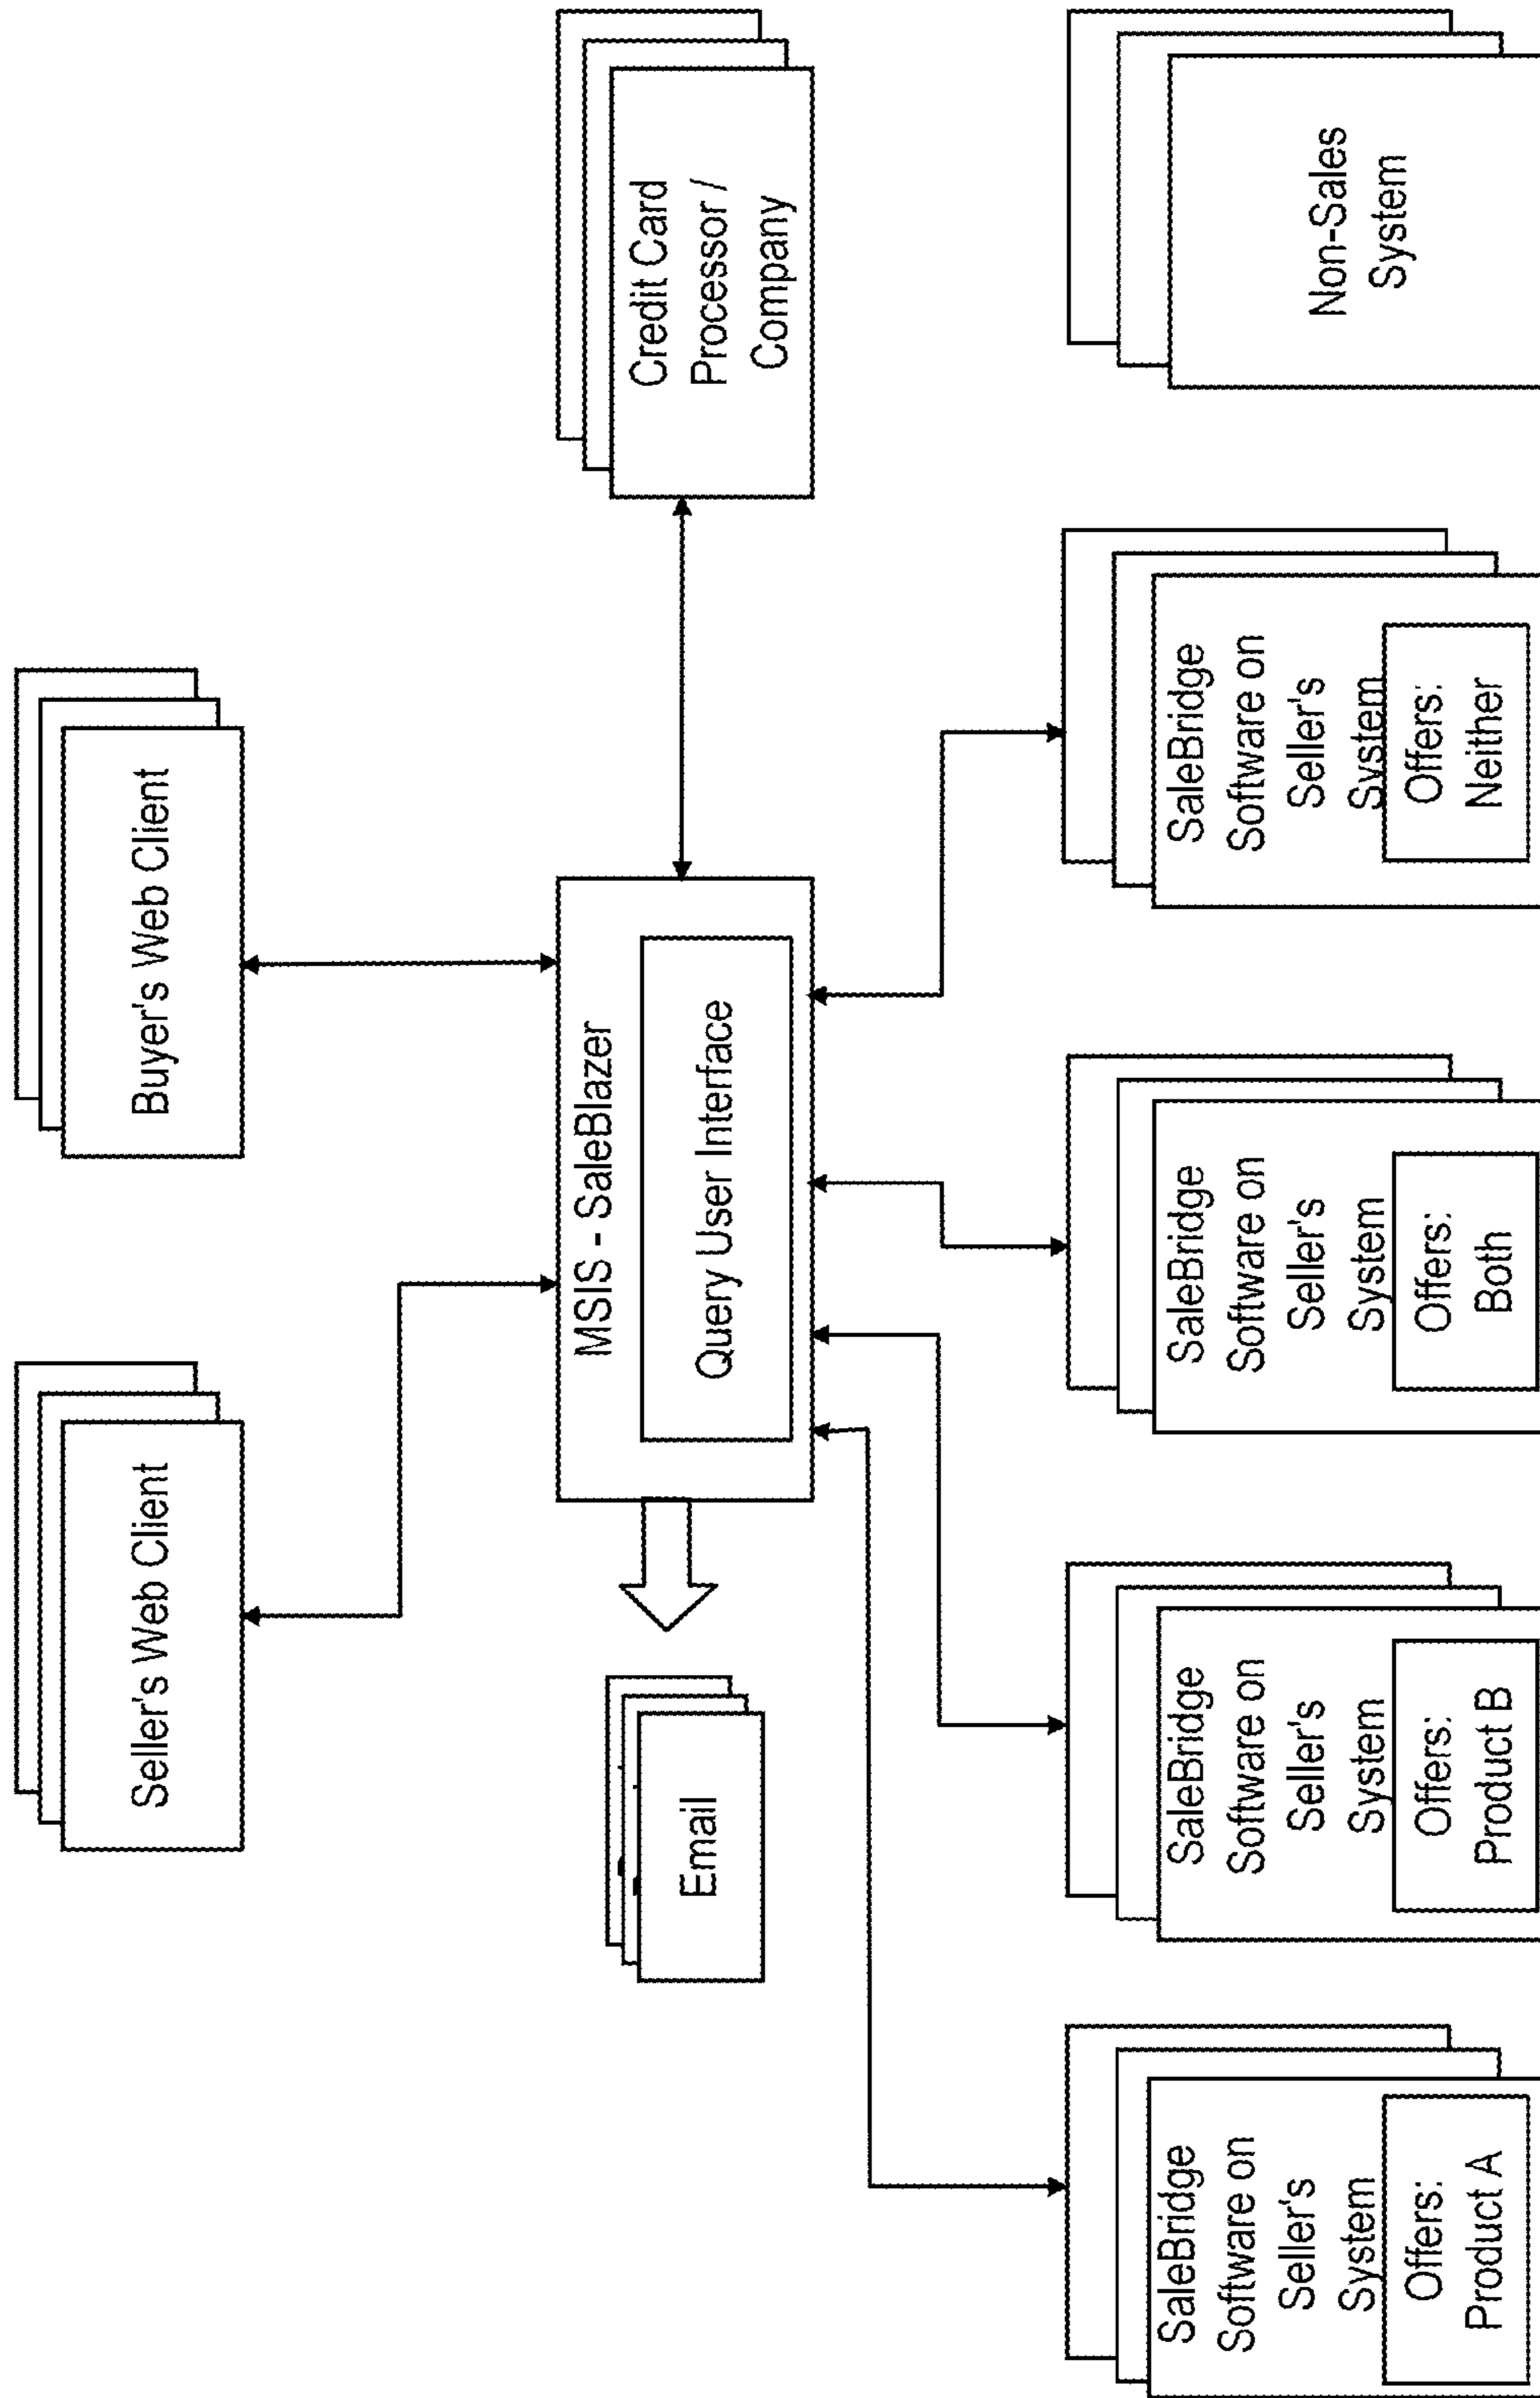 Seller's Web Client
Buyer's Web Client
MSIS - SaleBlazer
Query User Interface
Email
Credit Card
Processor /
Company
SaleBridge
Software on
Seller's
System
Offers:
Product A
SaleBridge
Software on
Seller's
System
Offers:
Product B
SaleBridge
Software on
Seller's
System
Offers:
Both
SaleBridge
Software on
Seller's
System
Offers:
Neither
Non-Sales
System